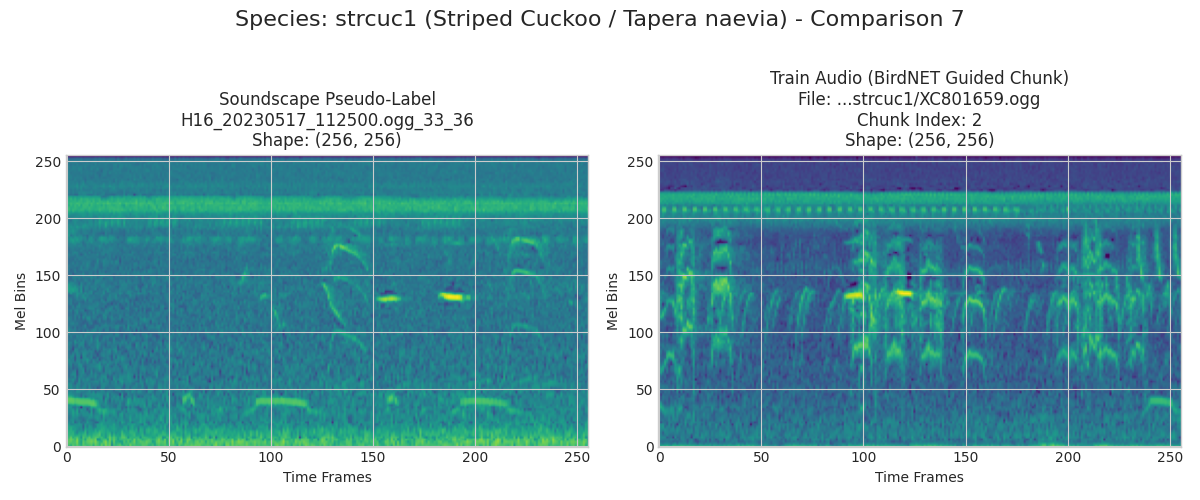 Species: strcuc1 (Striped Cuckoo / Tapera naevia) - Comparison 7
Soundscape Pseudo-Label
H16_20230517_112500.ogg_33_36
Shape: (256, 256)
Train Audio (BirdNET Guided Chunk)
File: ...strcuc1/XC801659.ogg
Chunk Index: 2
Shape: (256, 256)
Mel Bins
250
200
150
100
50
0
0
50
100
150
200
250
Time Frames
Mel Bins
250
200
150
100
50
0
0
50
100
150
200
250
Time Frames